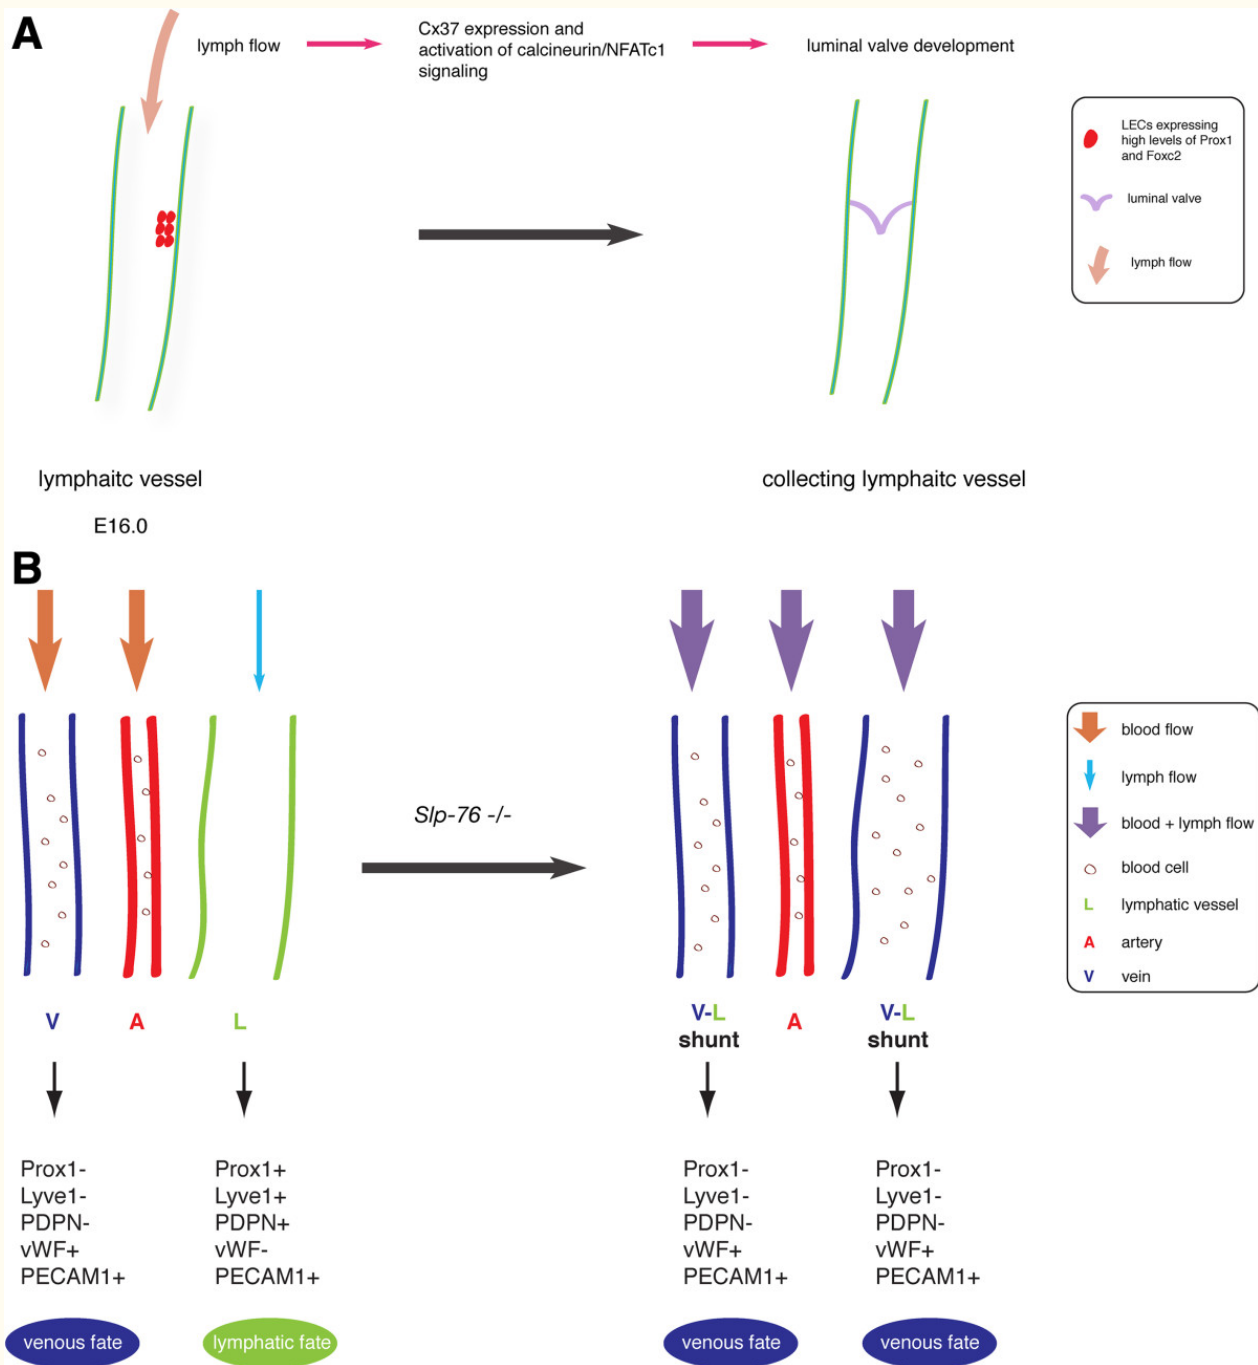 A
lymph flow
Cx37 expression and
activation of calcineurin/NFATc1
signaling
luminal valve development
LECs expressing
high levels of Prox1
and Foxc2
luminal valve
lymph flow
lymphaitc vessel
collecting lymphaitc vessel
E16.0
B
Slp-76 -/-
blood flow
lymph flow
blood + lymph flow
blood cell
L lymphatic vessel
A artery
V vein
V
A
L
V-L
shunt
A
V-L
shunt
Prox1-
Lyve1-
PDPN-
vWF+
PECAM1+
Prox1+
Lyve1+
PDPN+
vWF-
PECAM1+
Prox1-
Lyve1-
PDPN-
vWF+
PECAM1+
Prox1-
Lyve1-
PDPN-
vWF+
PECAM1+
venous fate
lymphatic fate
venous fate
venous fate